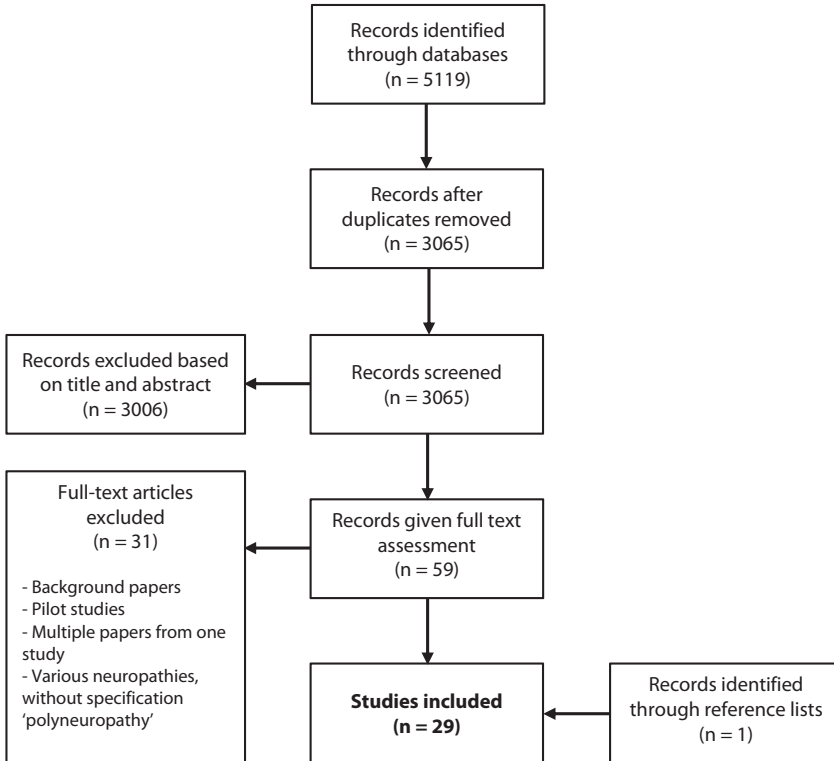 Records identified
through databases
(n = 5119)
Records after
duplicates removed
(n = 3065)
Records excluded based
on title and abstract
(n = 3006)
Records screened
(n = 3065)
Full-text articles
excluded
(n = 31)
- Background papers
- Pilot studies
- Multiple papers from one
study
- Various neuropathies,
without specification
‘polyneuropathy’
Records given full text
assessment
(n = 59)
Studies included
(n = 29)
Records identified
through reference lists
(n = 1)